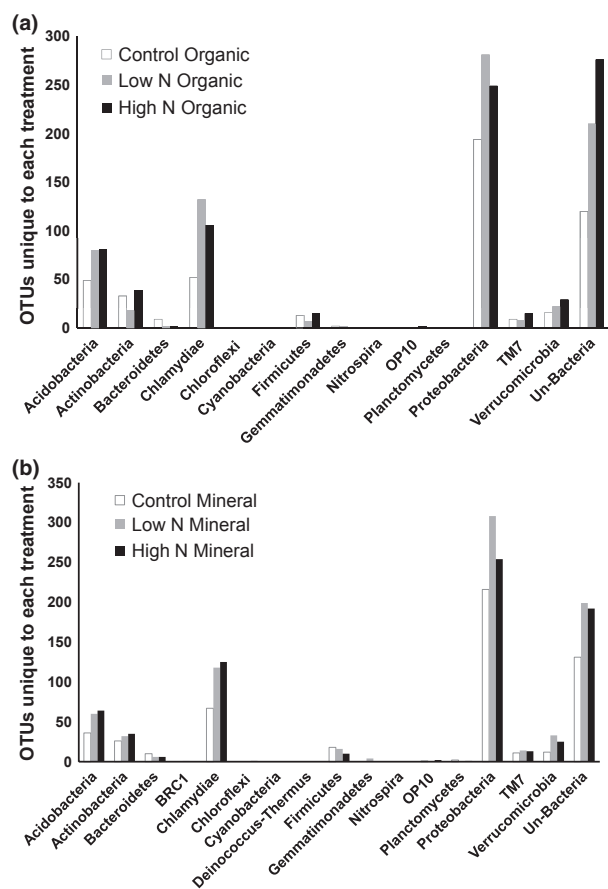 (a)
300
250
200
150
100
50
0
OTUs unique to each treatment
Control Organic
Low N Organic
High N Organic
Acidobacteria
Actinobacteria
Bacteroidetes
Chlamydiae
Chloroflexi
Cyanobacteria
Firmicutes
Gemmatimonadetes
Nitrospira
OP10
Planctomycetes
Proteobacteria
TM7
Verrucomicrobia
Un-Bacteria
(b)
350
300
250
200
150
100
50
0
OTUs unique to each treatment
Control Mineral
Low N Mineral
High N Mineral
Acidobacteria
Actinobacteria
Bacteroidetes
BRC1
Chlamydiae
Chloroflexi
Cyanobacteria
Deinococcus-Thermus
Firmicutes
Gemmatimonadetes
Nitrospira
OP10
Planctomycetes
Proteobacteria
TM7
Verrucomicrobia
Un-Bacteria